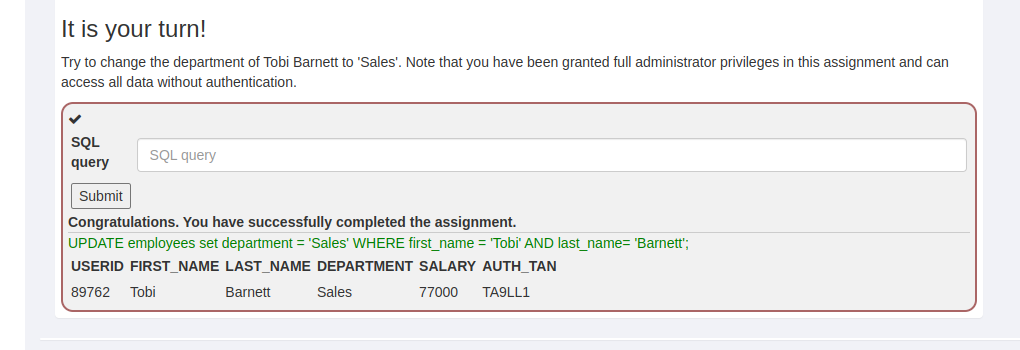 It is your turn!
Try to change the department of Tobi Barnett to 'Sales'. Note that you have been granted full administrator privileges in this assignment and can
access all data without authentication.
SQL
query
SQL query
Submit
Congratulations. You have successfully completed the assignment.
UPDATE employees set department = 'Sales' WHERE first_name = 'Tobi' AND last_name= 'Barnett';
USERID FIRST_NAME LAST_NAME DEPARTMENT SALARY AUTH_TAN
89762 Tobi Barnett Sales 77000 TA9LL1